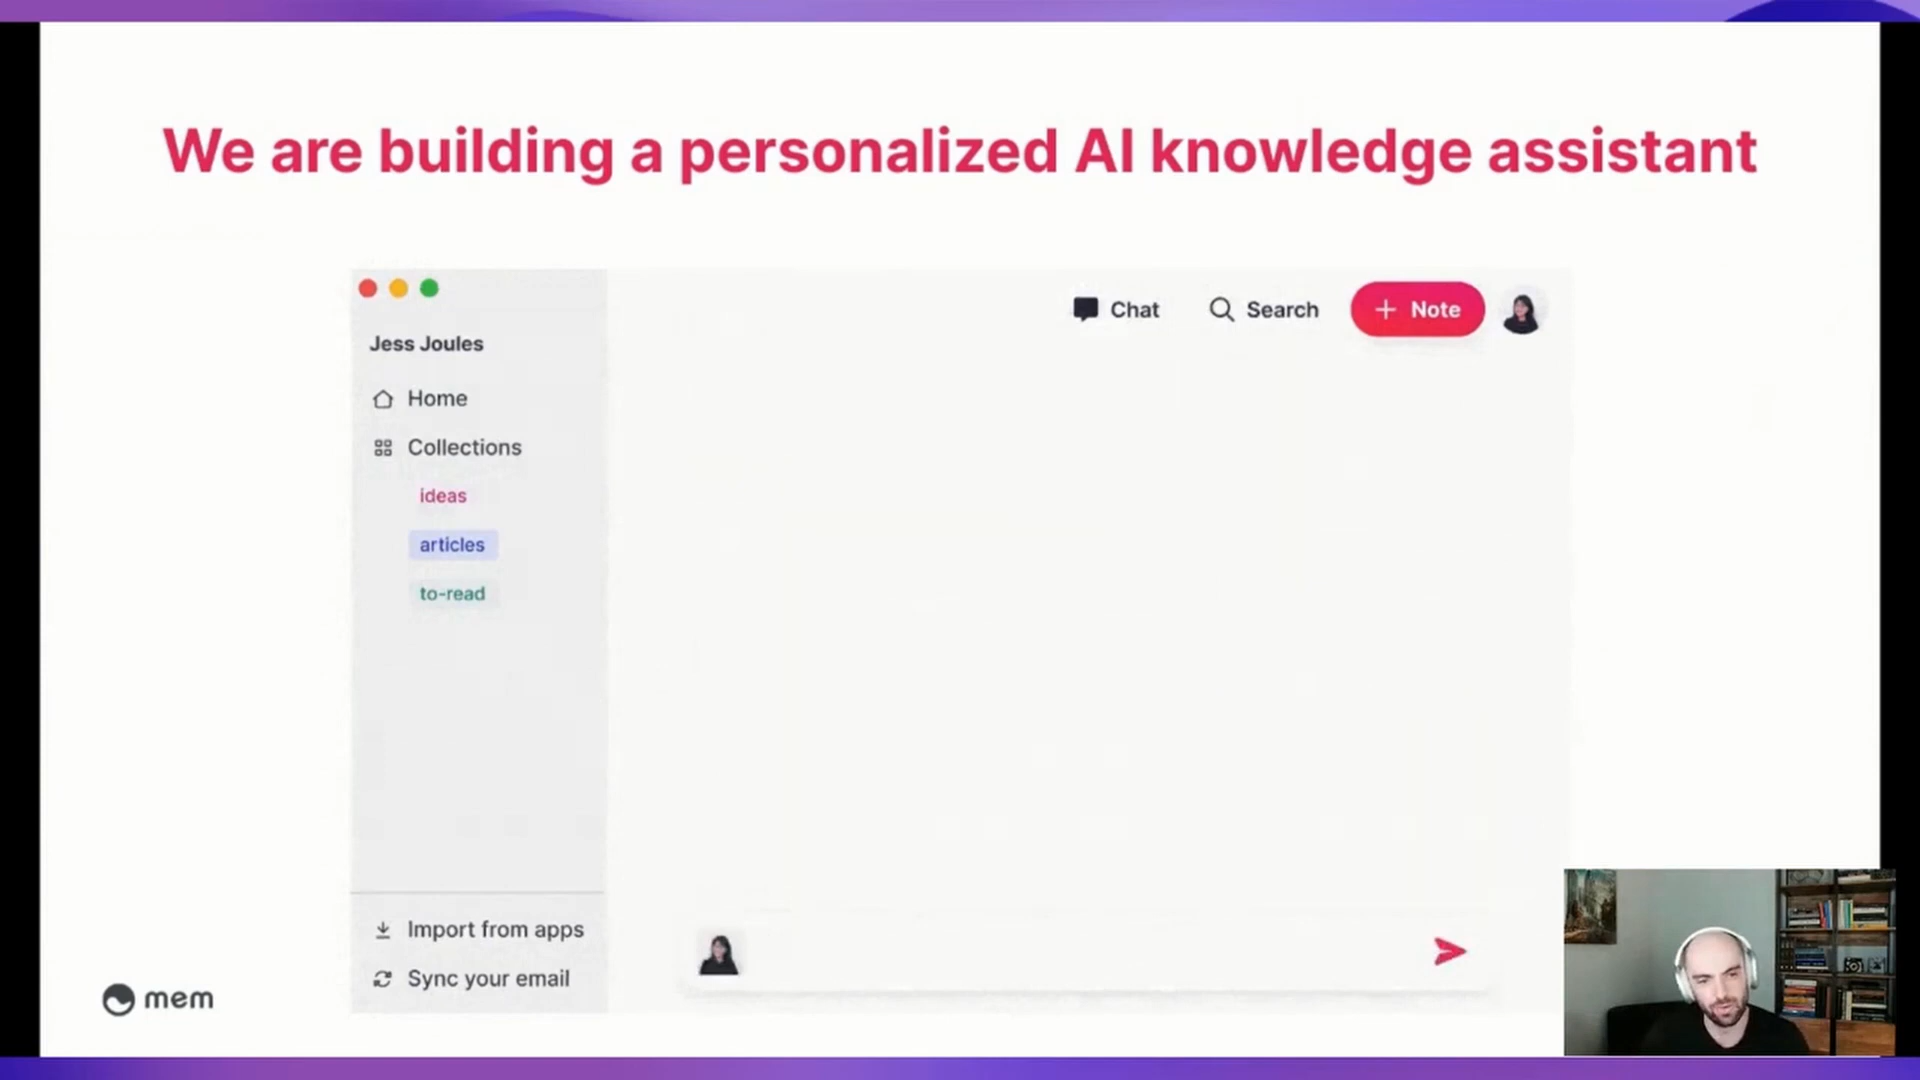 We are building a personalized AI knowledge assistant
Chat
Search
+ Note
Jess Joules
Home
Collections
ideas
articles
to-read
Import from apps
Sync your email
mem